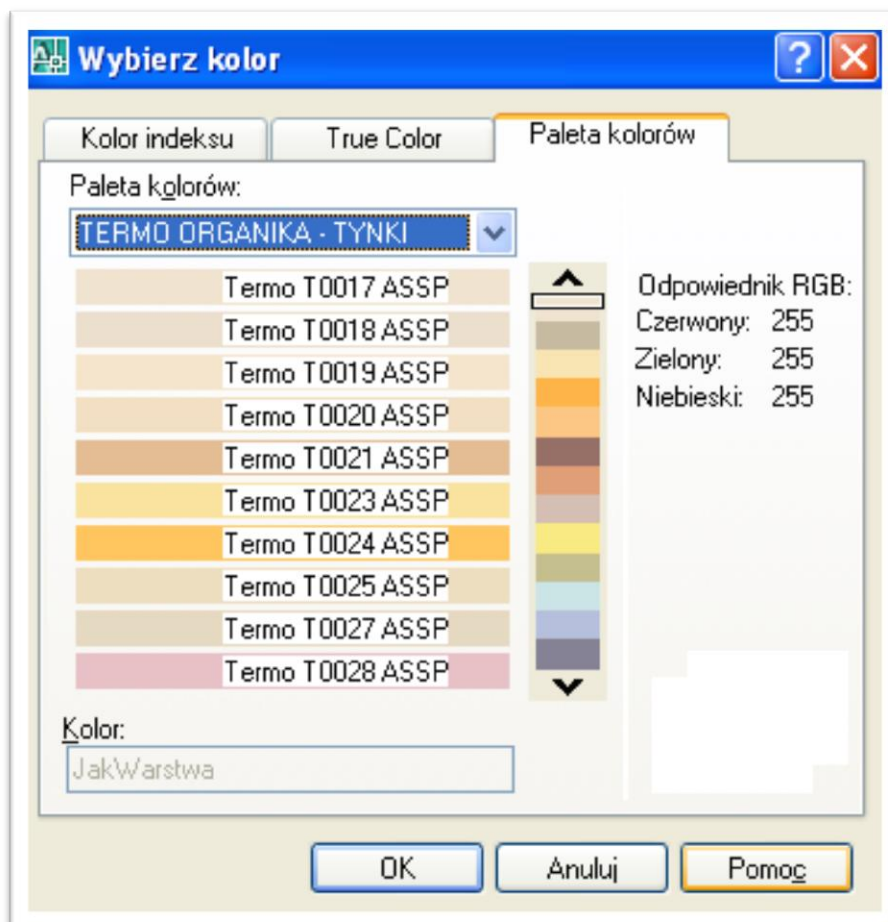 Wybierz kolor
Kolor indeksu
True Color
Paleta kolorów
Paleta kolorów:
TERMO ORGANIKA - TYNKI
Termo T0017 ASSP
Termo T0018 ASSP
Termo T0019 ASSP
Termo T0020 ASSP
Termo T0021 ASSP
Termo T0023 ASSP
Termo T0024 ASSP
Termo T0025 ASSP
Termo T0027 ASSP
Termo T0028 ASSP
Odpowiednik RGB:
Czerwony: 255
Zielony: 255
Niebieski: 255
Kolor:
JakWarstwa
OK
Anuluj
Pomoc